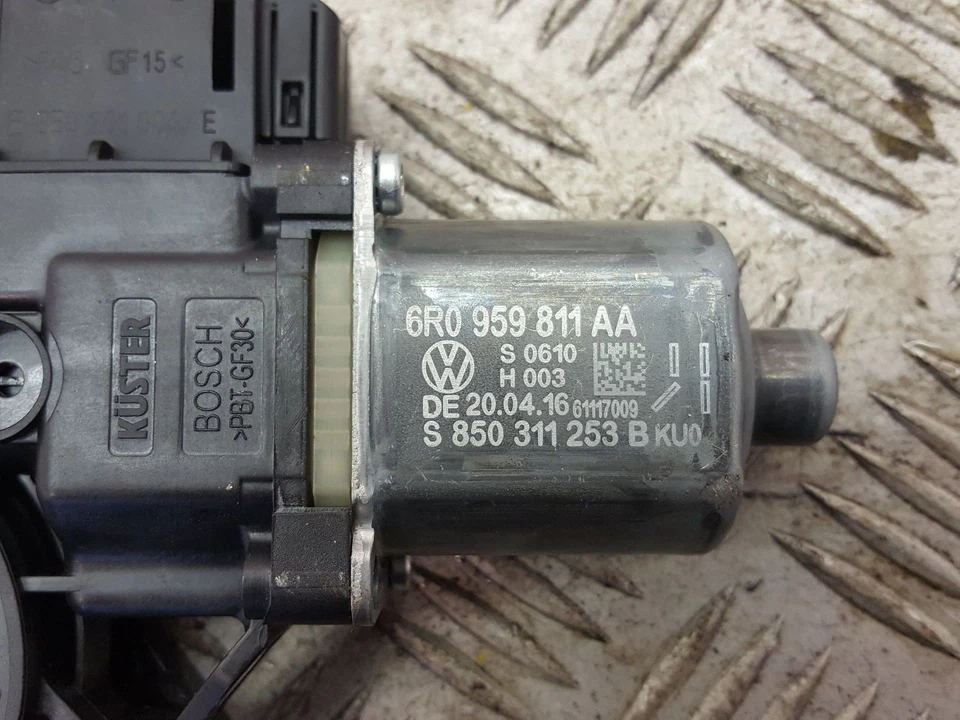 GF15<
E
KÜSTER
BOSCH
>PBT-GF30<
6R0 959 811 AA
S 0610
H 003
DE 20.04.16 61117009
S 850 311 253 B KU0